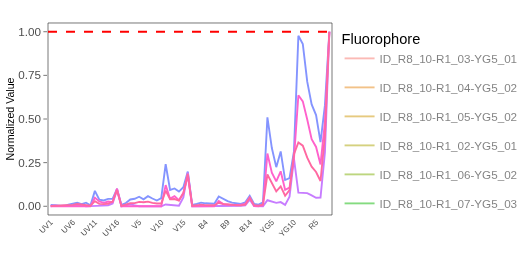 Normalized Value
1.00
0.75
0.50
0.25
0.00
UV1
UV6
UV11
UV16
V5
V10
V15
B4
B9
B14
YG5
YG10
R5
Fluorophore
ID_R8_10-R1_03-YG5_01
ID_R8_10-R1_04-YG5_02
ID_R8_10-R1_05-YG5_02
ID_R8_10-R1_02-YG5_01
ID_R8_10-R1_06-YG5_02
ID_R8_10-R1_07-YG5_03